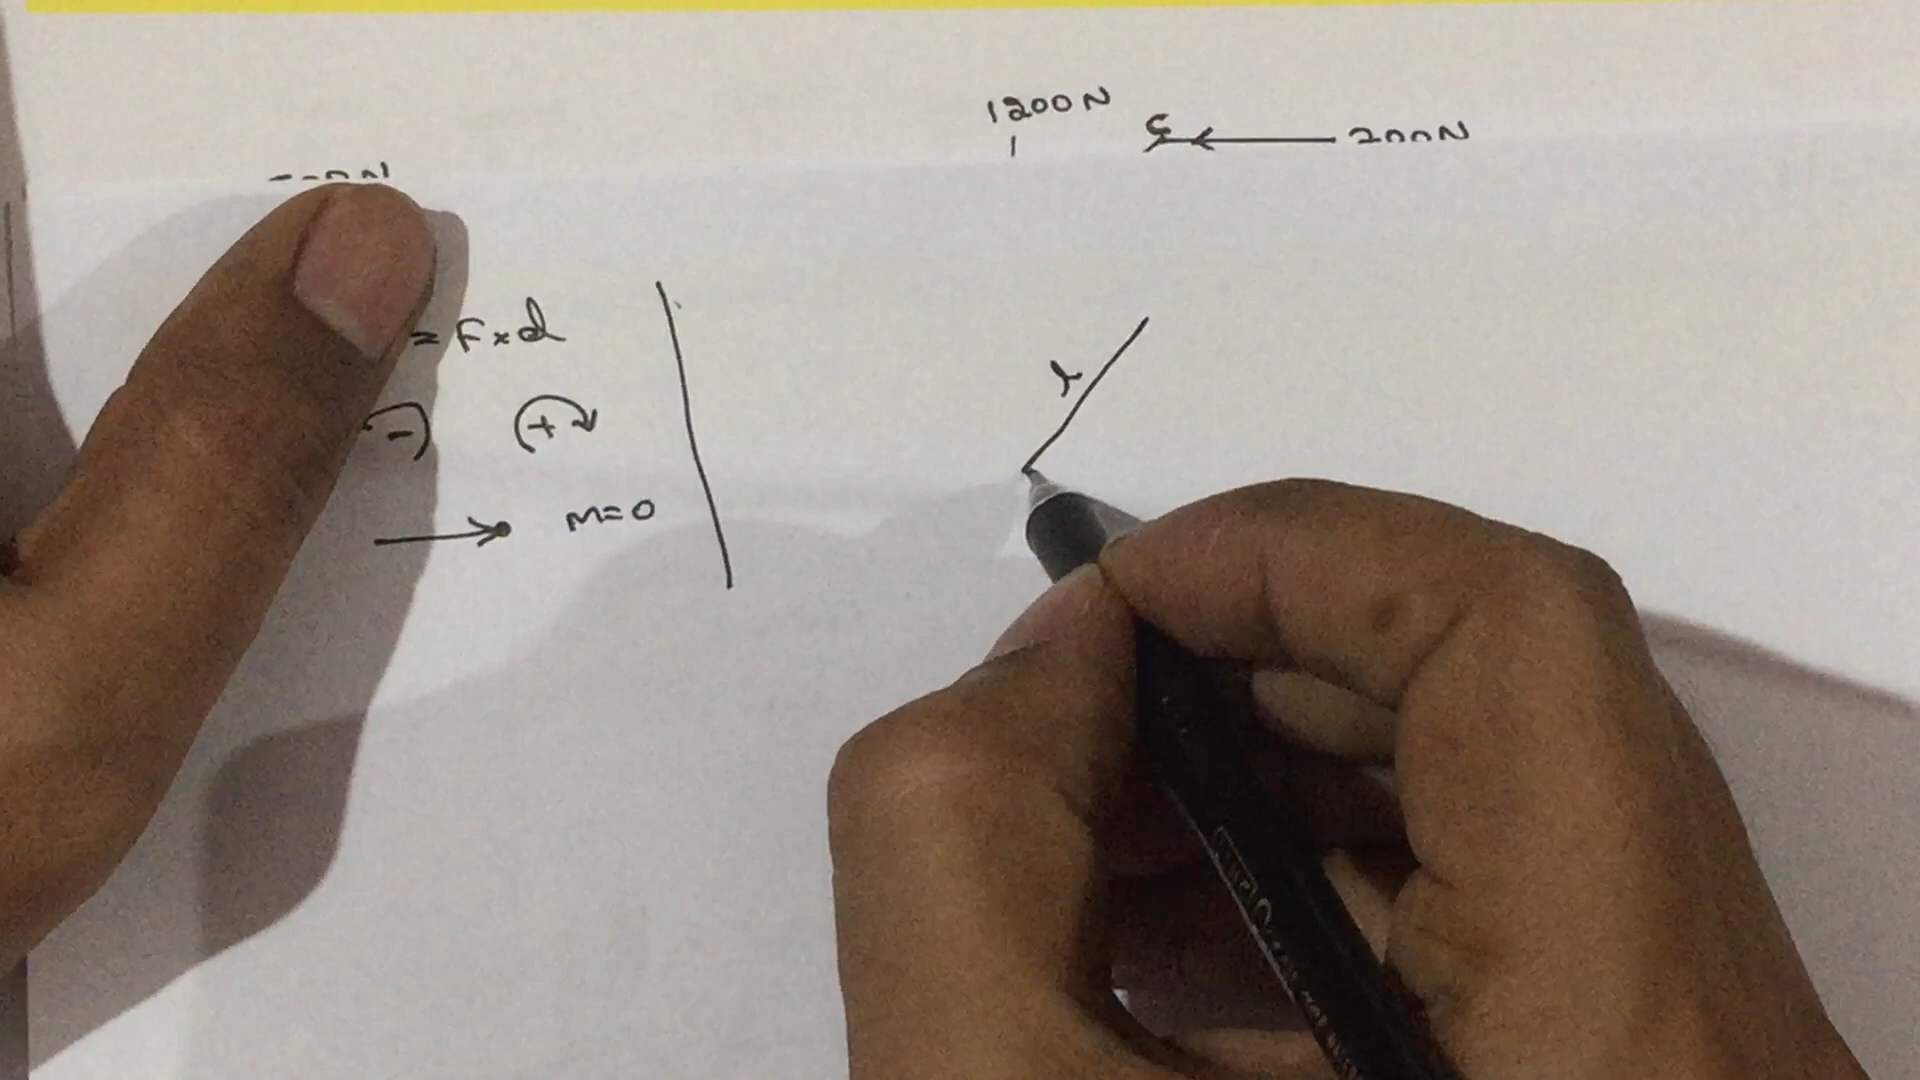 1200N
C 200N
= F×d
(-) (+)
M=0